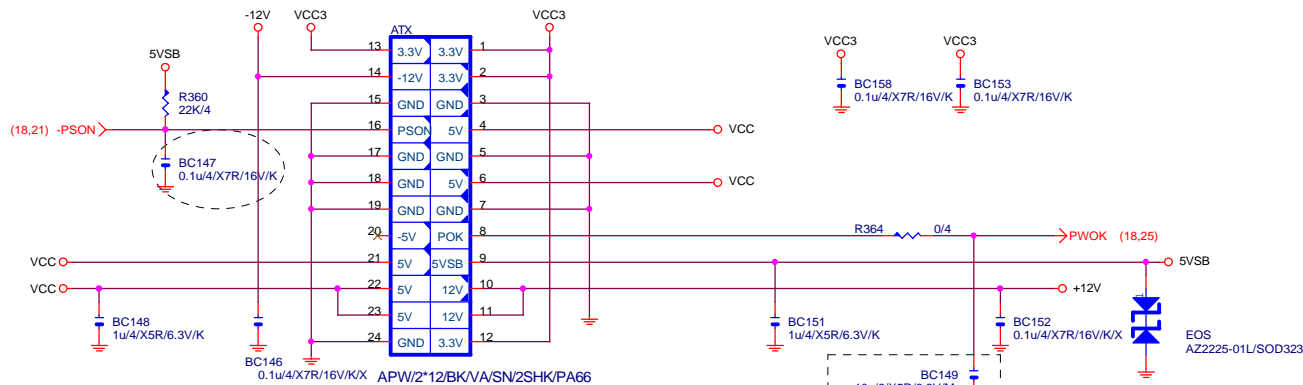 -12V
VCC3
VCC3
ATX
5VSB
R360
22K/4
(18,21) -PSON
BC147
0.1u/4/X7R/16V/K
13 3.3V 3.3V 1
14 -12V 3.3V 2
15 GND GND 3
16 PSON 5V 4
17 GND GND 5
18 GND 5V 6
19 GND GND 7
20 -5V POK 8
21 5V 5VSB 9
22 5V 12V 10
23 5V 12V 11
24 GND 3.3V 12
VCC
VCC
VCC3
BC158
0.1u/4/X7R/16V/K
VCC3
BC153
0.1u/4/X7R/16V/K
R364 0/4
PWOK (18,25)
5VSB
+12V
VCC
VCC
BC148
1u/4/X5R/6.3V/K
BC146
0.1u/4/X7R/16V/K/X
APW/2*12/BK/VA/SN/2SHK/PA66
BC151
1u/4/X5R/6.3V/K
BC152
0.1u/4/X7R/16V/K/X
EOS
AZ2225-01L/SOD323
BC149